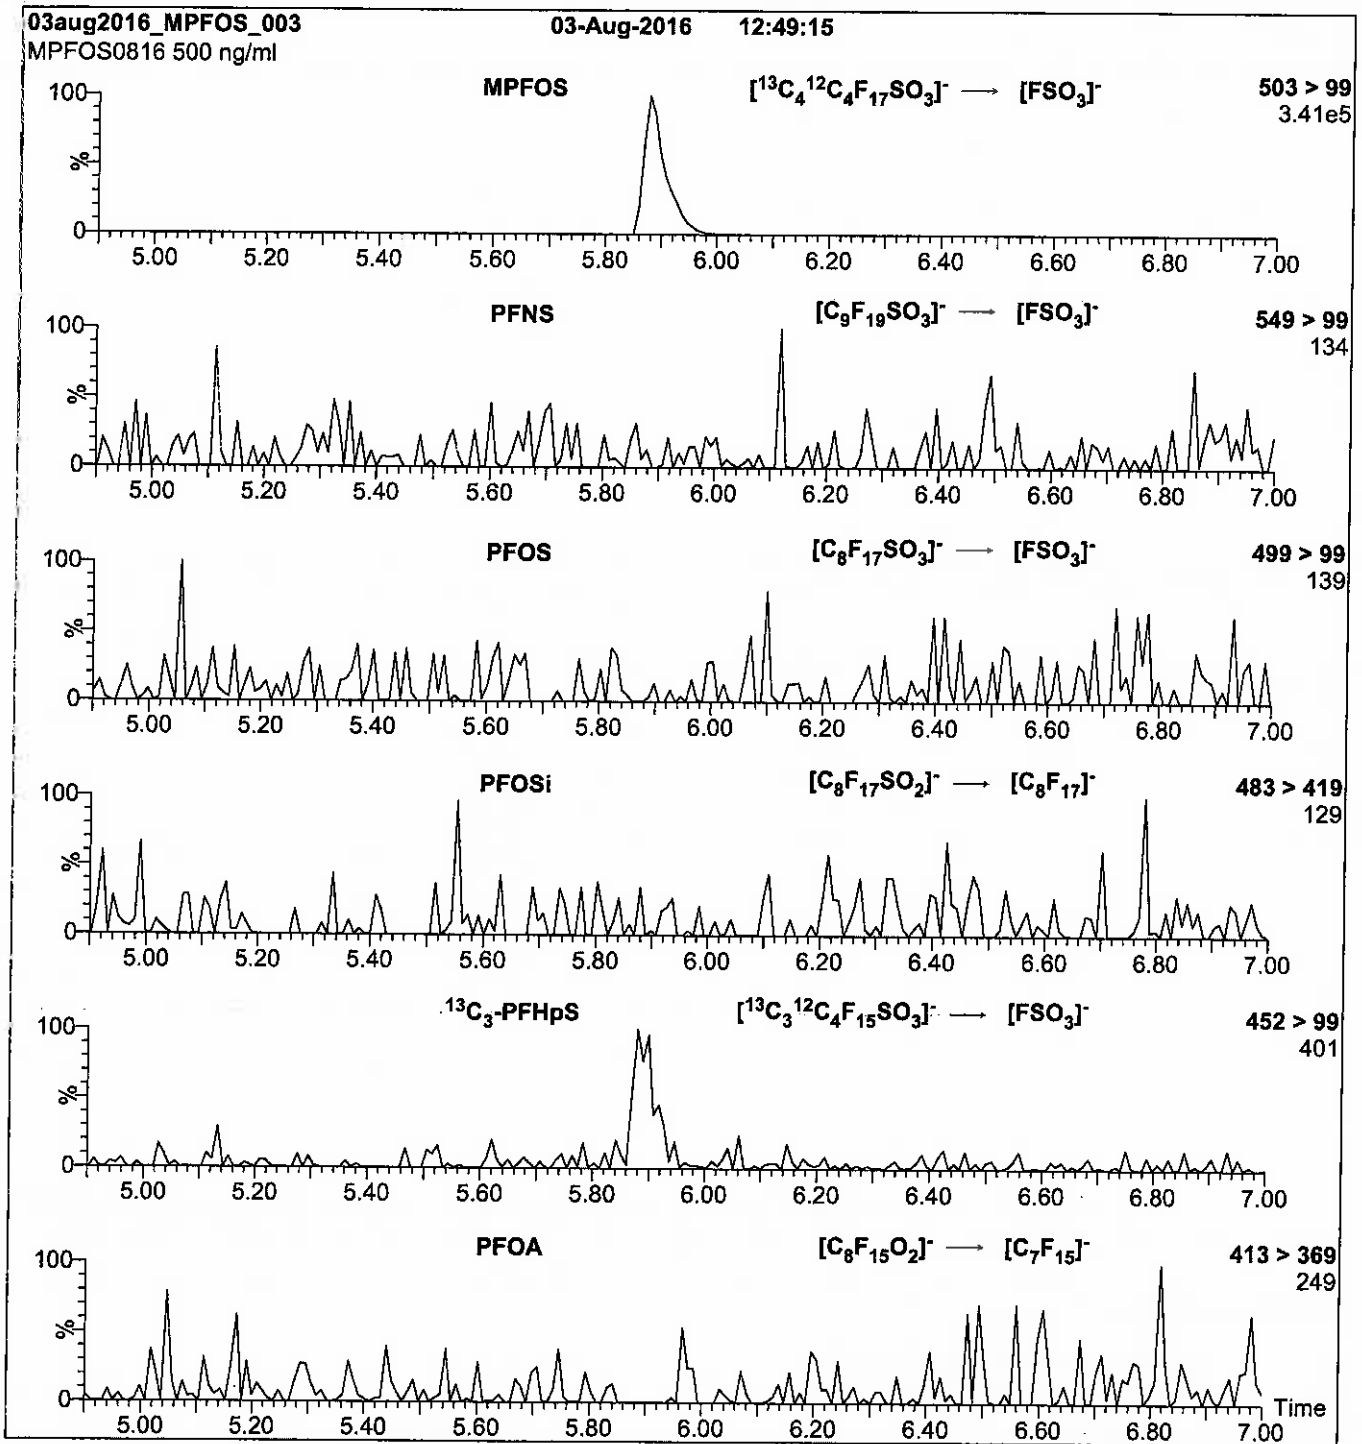 03aug2016_MPFOS_003 03-Aug-2016 12:49:15
MPFOS0816 500 ng/ml
MPFOS [¹³C₄¹²C₄F₁₇SO₃]⁻ → [FSO₃]⁻ 503 > 99
3.41e5
100
%
0
5.00 5.20 5.40 5.60 5.80 6.00 6.20 6.40 6.60 6.80 7.00
PFNS [C₉F₁₉SO₃]⁻ → [FSO₃]⁻ 549 > 99
134
100
%
0
5.00 5.20 5.40 5.60 5.80 6.00 6.20 6.40 6.60 6.80 7.00
PFOS [C₈F₁₇SO₃]⁻ → [FSO₃]⁻ 499 > 99
139
100
%
0
5.00 5.20 5.40 5.60 5.80 6.00 6.20 6.40 6.60 6.80 7.00
PFOSi [C₈F₁₇SO₂]⁻ → [C₈F₁₇]⁻ 483 > 419
129
100
%
0
5.00 5.20 5.40 5.60 5.80 6.00 6.20 6.40 6.60 6.80 7.00
¹³C₃-PFHpS [¹³C₃¹²C₄F₁₅SO₃]⁻ → [FSO₃]⁻ 452 > 99
401
100
%
0
5.00 5.20 5.40 5.60 5.80 6.00 6.20 6.40 6.60 6.80 7.00
PFOA [C₈F₁₅O₂]⁻ → [C₇F₁₅]⁻ 413 > 369
249
100
%
0
Time
5.00 5.20 5.40 5.60 5.80 6.00 6.20 6.40 6.60 6.80 7.00